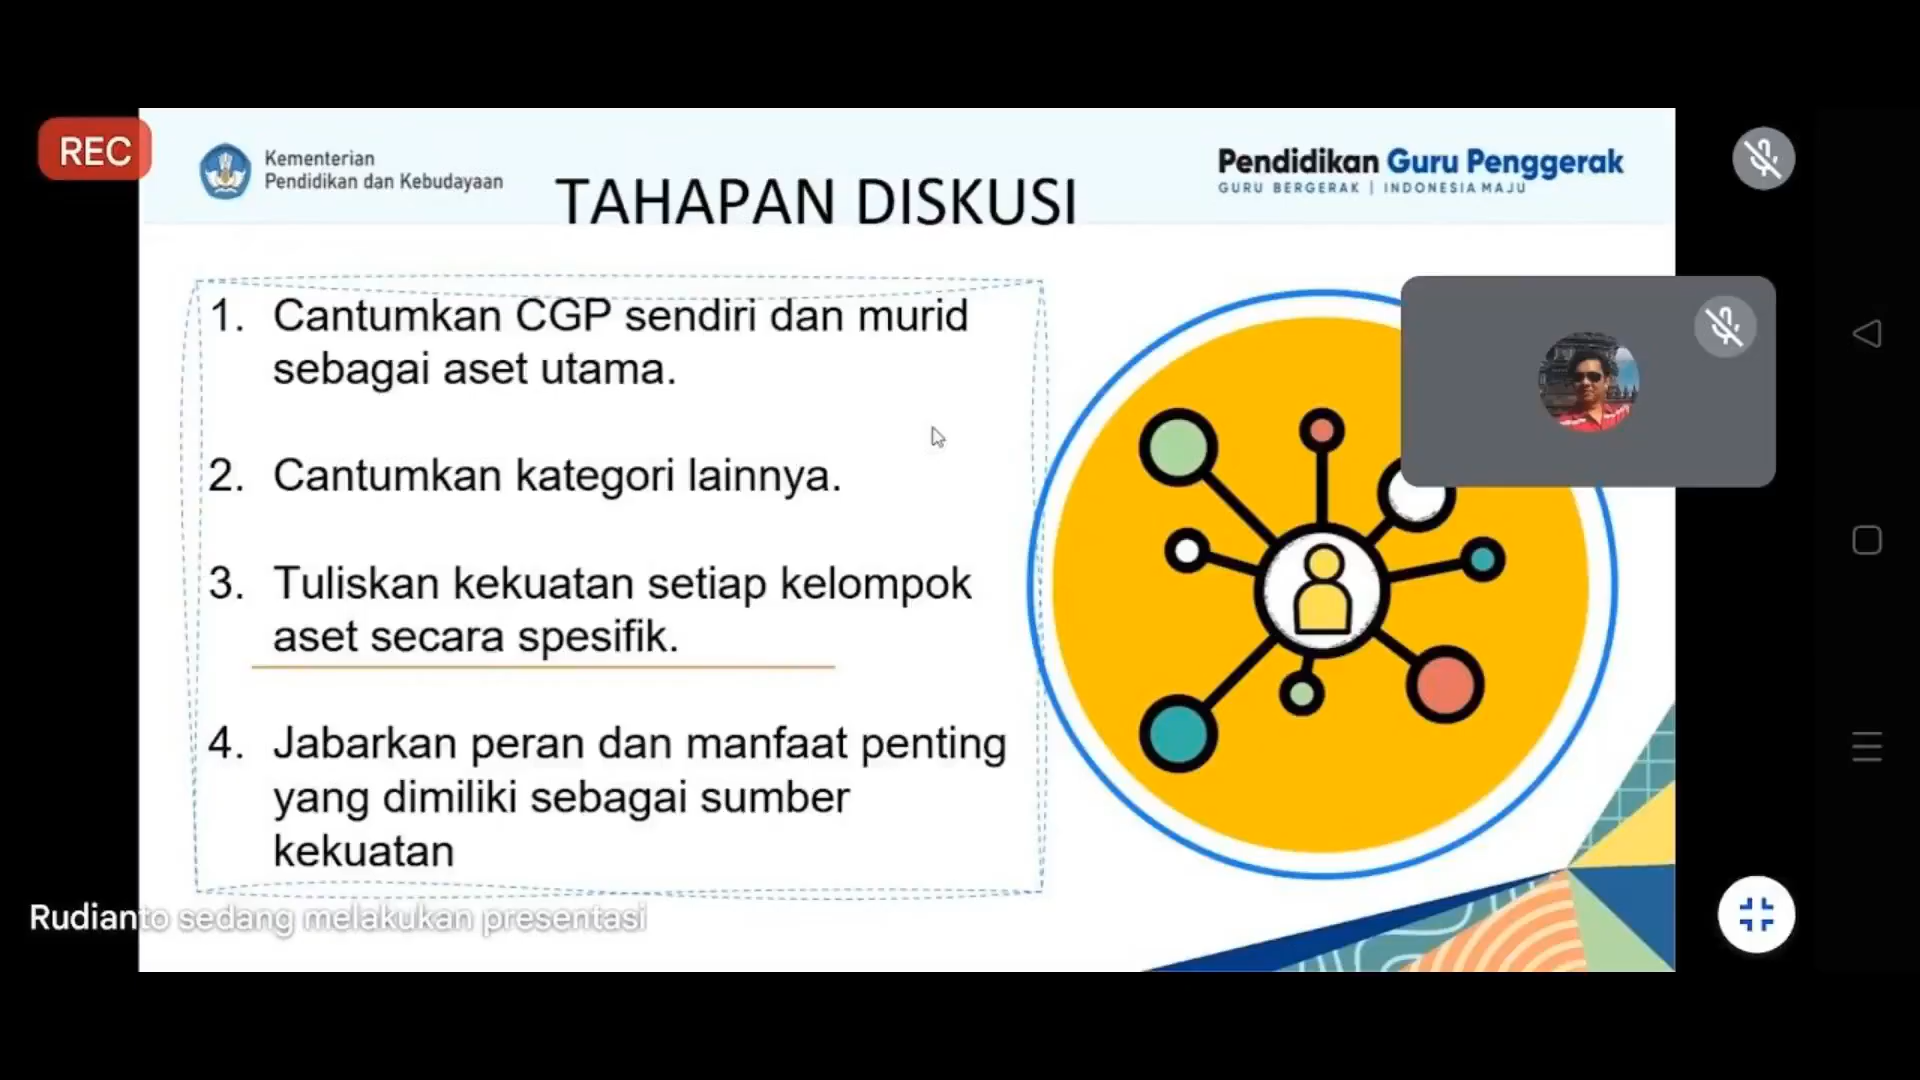 REC
Kementerian
Pendidikan dan Kebudayaan
TAHAPAN DISKUSI
Pendidikan Guru Penggerak
GURU BERGERAK | INDONESIA MAJU
1. Cantumkan CGP sendiri dan murid
sebagai aset utama.
2. Cantumkan kategori lainnya.
3. Tuliskan kekuatan setiap kelompok
aset secara spesifik.
4. Jabarkan peran dan manfaat penting
yang dimiliki sebagai sumber
kekuatan
Rudianto sedang melakukan presentasi